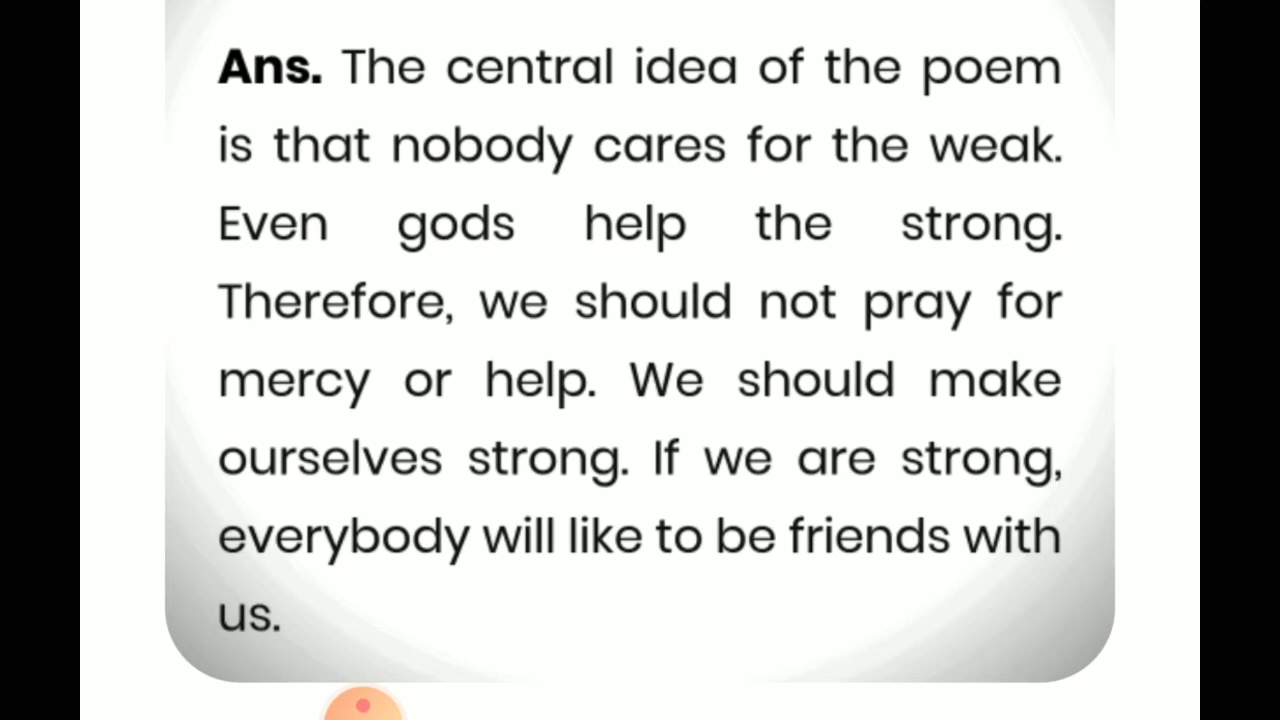 Ans. The central idea of the poem
is that nobody cares for the weak.
Even gods help the strong.
Therefore, we should not pray for
mercy or help. We should make
ourselves strong. If we are strong,
everybody will like to be friends with
us.